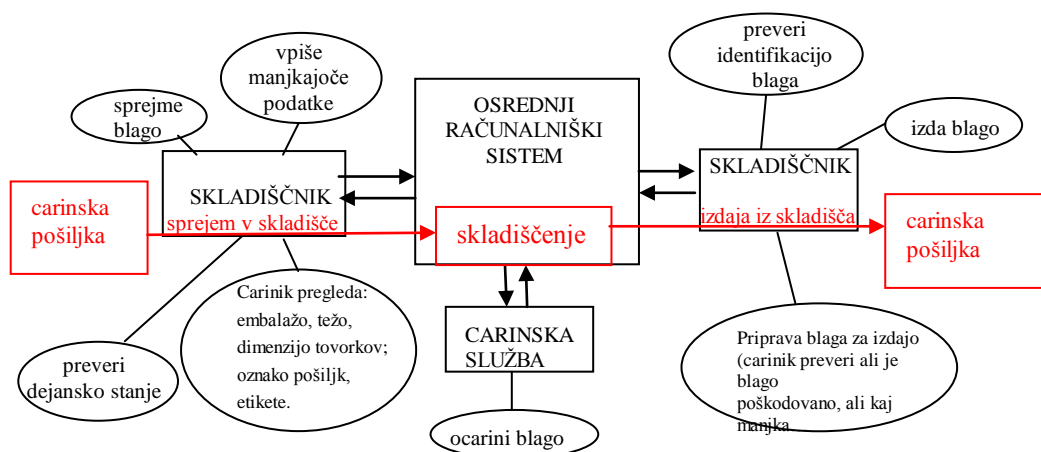 preveri
identifikacijo
blaga
vpiše
manjkajoče
podatke
sprejme
blago
OSREDNJI
RAČUNALNIŠKI
SISTEM
izda blago
SKLADIŠČNIK
SKLADIŠČNIK
carinska
pošiljka
sprejem v skladišče
skladiščenje
izdaja iz skladišča
carinska
pošiljka
Carinik pregleda:
embalažo, težo,
dimenzijo tovorkov;
oznako pošiljk,
etikete.
preveri
dejansko stanje
CARINSKA
SLUŽBA
ocarini blago
Priprava blaga za izdajo
(carinik preveri ali je
blago
poškodovano, ali kaj
manjka